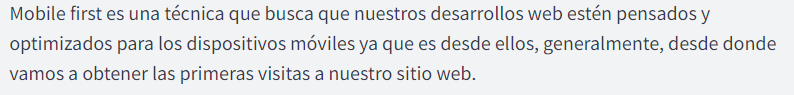 Mobile first es una técnica que busca que nuestros desarrollos web estén pensados y
optimizados para los dispositivos móviles ya que es desde ellos, generalmente, desde donde
vamos a obtener las primeras visitas a nuestro sitio web.